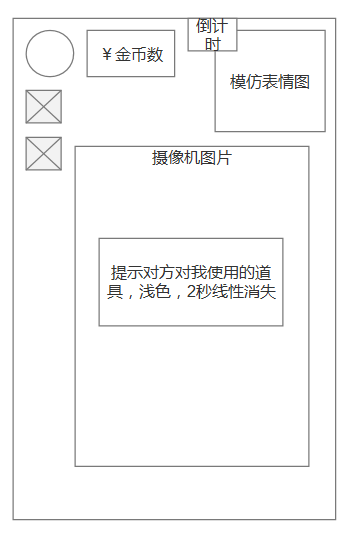 倒计
时
￥金币数
模仿表情图
摄像机图片
提示对方对我使用的道
具，浅色，2秒线性消失